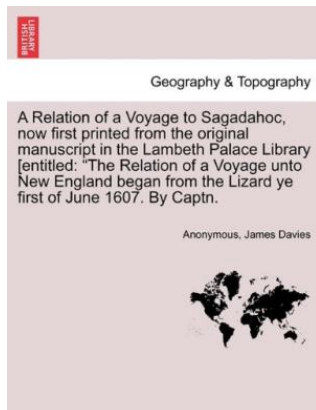 BRITISH
LIBRARY
Geography & Topography
A Relation of a Voyage to Sagadahoc,
now first printed from the original
manuscript in the Lambeth Palace Library
[entitled: "The Relation of a Voyage unto
New England began from the Lizard ye
first of June 1607. By Captn.
Anonymous, James Davies